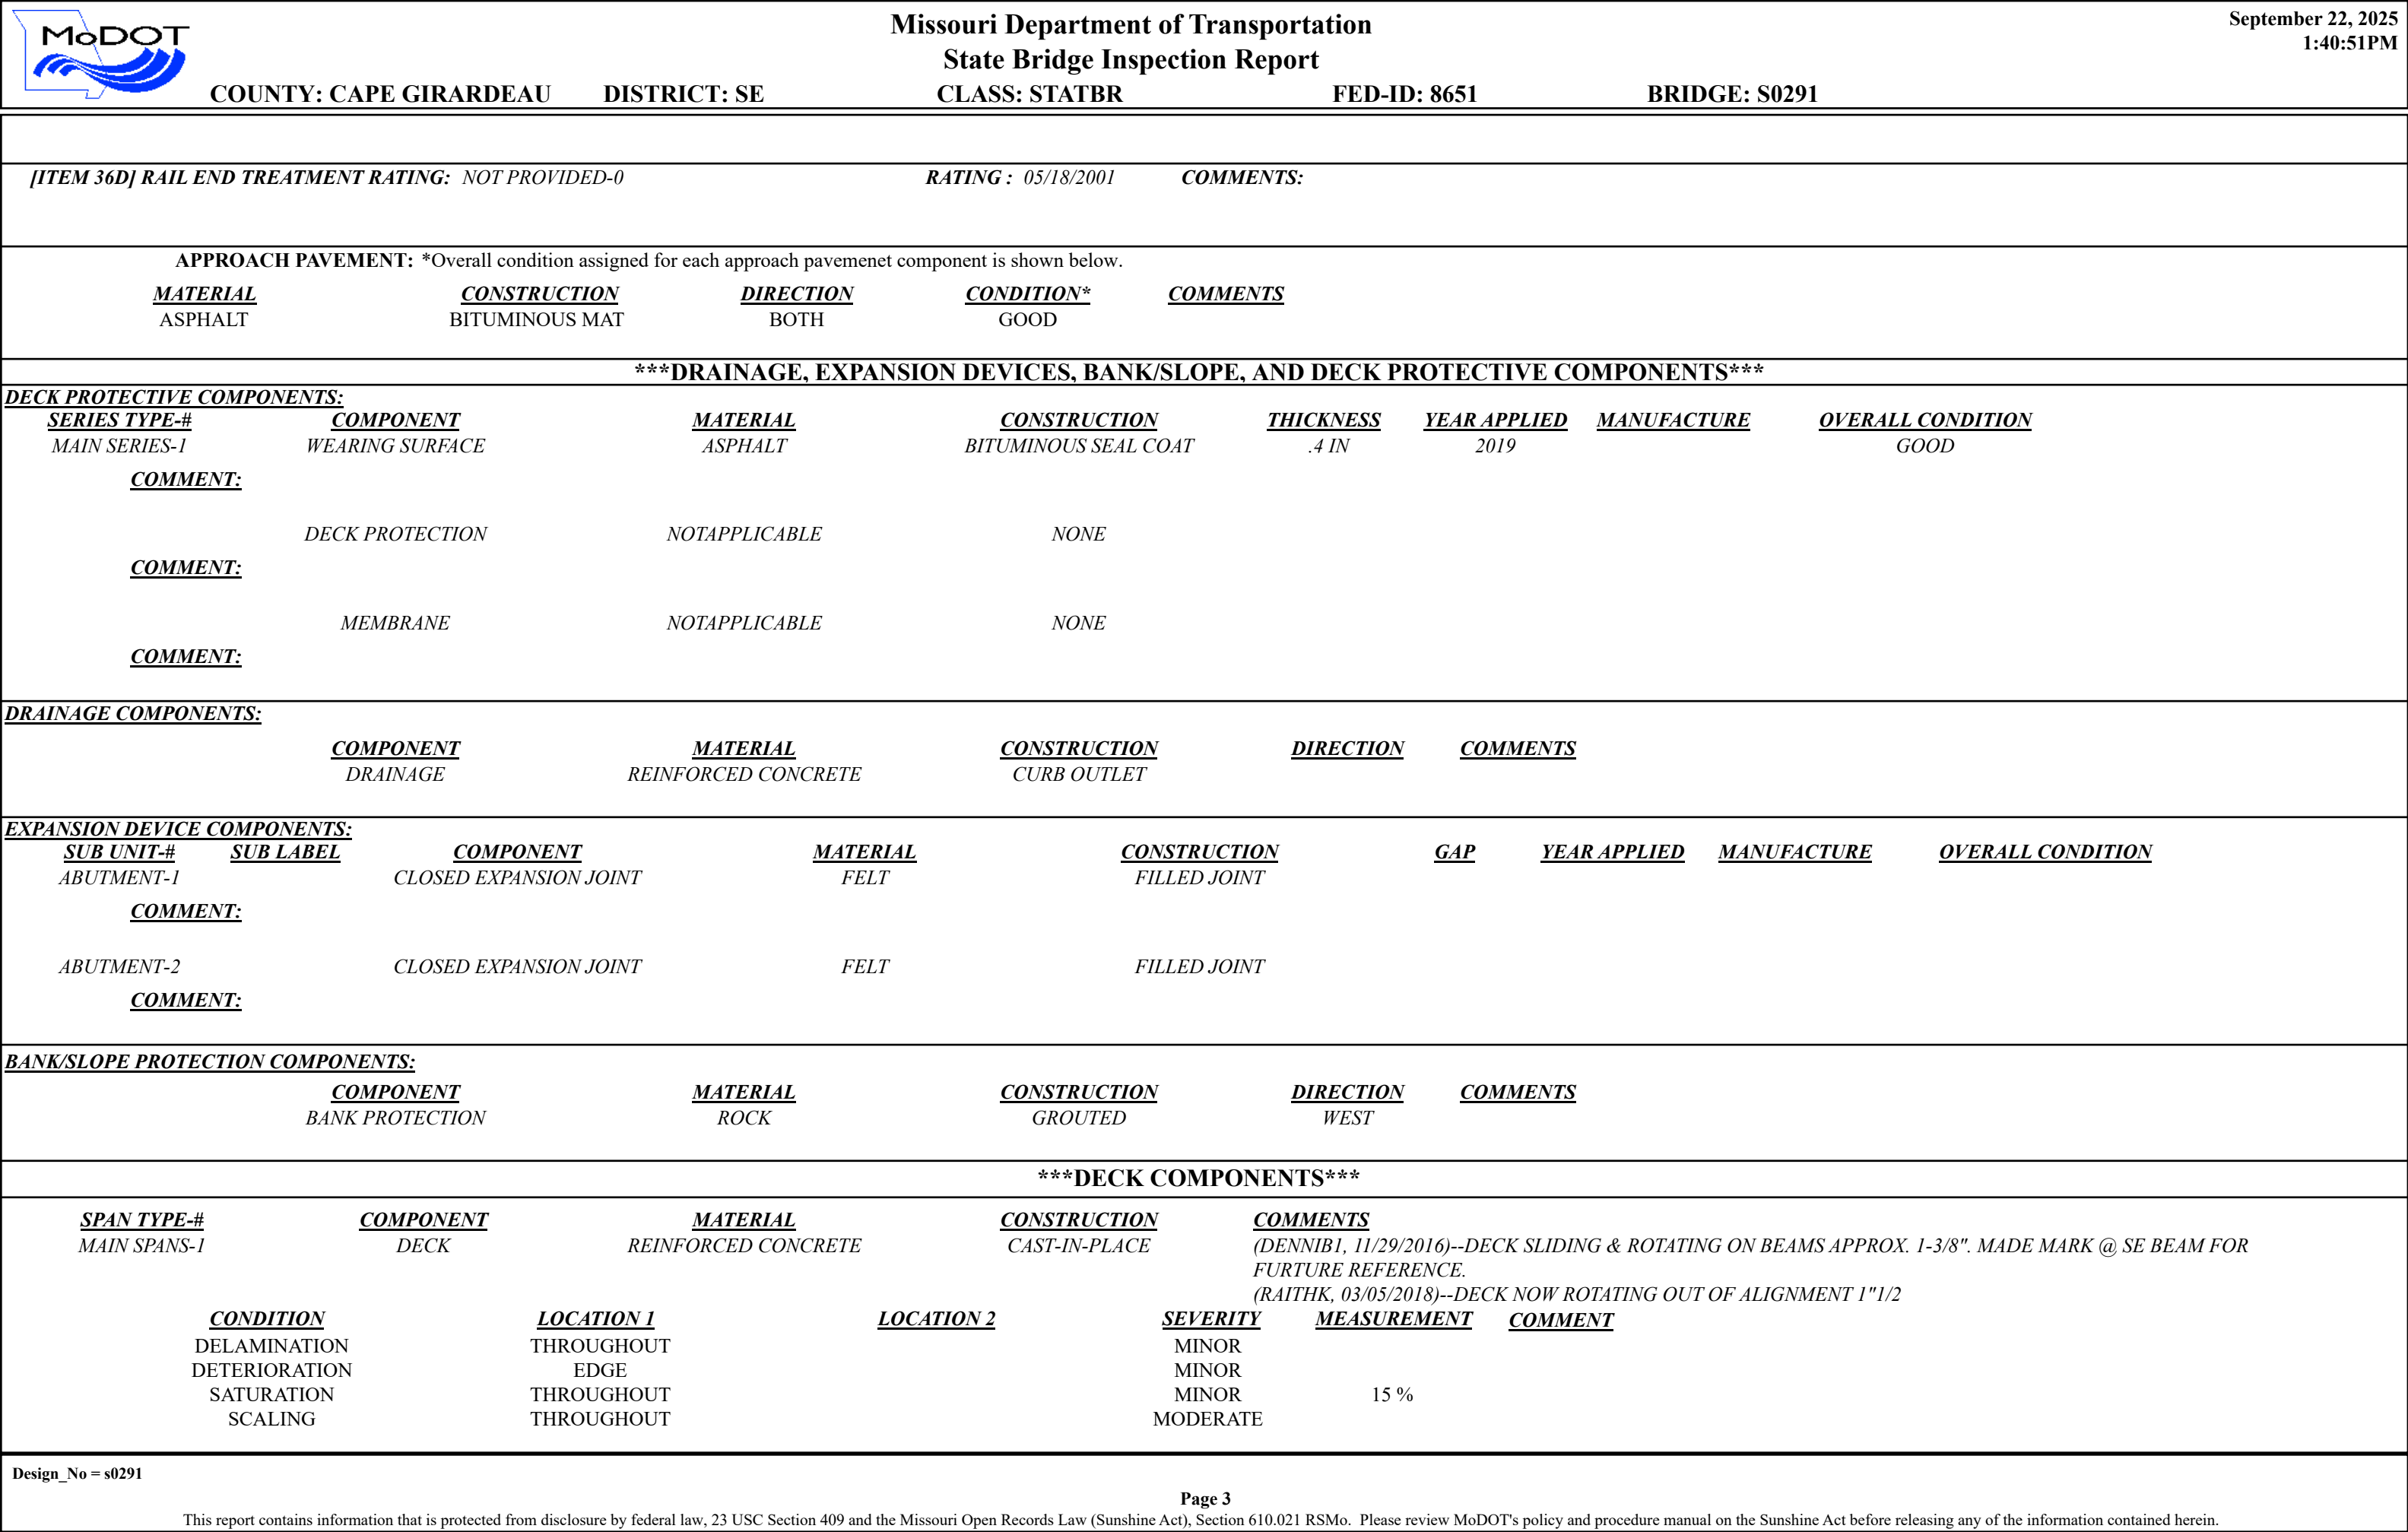 MoDOT
Missouri Department of Transportation
State Bridge Inspection Report
September 22, 2025
1:40:51PM
COUNTY: CAPE GIRARDEAU DISTRICT: SE CLASS: STATBR FED-ID: 8651 BRIDGE: S0291
[ITEM 36D] RAIL END TREATMENT RATING: NOT PROVIDED-0 RATING : 05/18/2001 COMMENTS:
APPROACH PAVEMENT: *Overall condition assigned for each approach pavemenet component is shown below.
MATERIAL CONSTRUCTION DIRECTION CONDITION* COMMENTS
ASPHALT BITUMINOUS MAT BOTH GOOD
***DRAINAGE, EXPANSION DEVICES, BANK/SLOPE, AND DECK PROTECTIVE COMPONENTS***
DECK PROTECTIVE COMPONENTS:
SERIES TYPE-# COMPONENT MATERIAL CONSTRUCTION THICKNESS YEAR APPLIED MANUFACTURE OVERALL CONDITION
MAIN SERIES-1 WEARING SURFACE ASPHALT BITUMINOUS SEAL COAT .4 IN 2019 GOOD
COMMENT:
DECK PROTECTION NOTAPPLICABLE NONE
COMMENT:
MEMBRANE NOTAPPLICABLE NONE
COMMENT:
DRAINAGE COMPONENTS:
COMPONENT MATERIAL CONSTRUCTION DIRECTION COMMENTS
DRAINAGE REINFORCED CONCRETE CURB OUTLET
EXPANSION DEVICE COMPONENTS:
SUB UNIT-# SUB LABEL COMPONENT MATERIAL CONSTRUCTION GAP YEAR APPLIED MANUFACTURE OVERALL CONDITION
ABUTMENT-1 CLOSED EXPANSION JOINT FELT FILLED JOINT
COMMENT:
ABUTMENT-2 CLOSED EXPANSION JOINT FELT FILLED JOINT
COMMENT:
BANK/SLOPE PROTECTION COMPONENTS:
COMPONENT MATERIAL CONSTRUCTION DIRECTION COMMENTS
BANK PROTECTION ROCK GROUTED WEST
***DECK COMPONENTS***
SPAN TYPE-# COMPONENT MATERIAL CONSTRUCTION COMMENTS
MAIN SPANS-1 DECK REINFORCED CONCRETE CAST-IN-PLACE (DENNIB1, 11/29/2016)--DECK SLIDING & ROTATING ON BEAMS APPROX. 1-3/8". MADE MARK @ SE BEAM FOR
FURTURE REFERENCE.
(RAITHK, 03/05/2018)--DECK NOW ROTATING OUT OF ALIGNMENT 1"1/2
CONDITION LOCATION 1 LOCATION 2 SEVERITY MEASUREMENT COMMENT
DELAMINATION THROUGHOUT MINOR
DETERIORATION EDGE MINOR
SATURATION THROUGHOUT MINOR 15 %
SCALING THROUGHOUT MODERATE
Design_No = s0291
Page 3
This report contains information that is protected from disclosure by federal law, 23 USC Section 409 and the Missouri Open Records Law (Sunshine Act), Section 610.021 RSMo. Please review MoDOT's policy and procedure manual on the Sunshine Act before releasing any of the information contained herein.